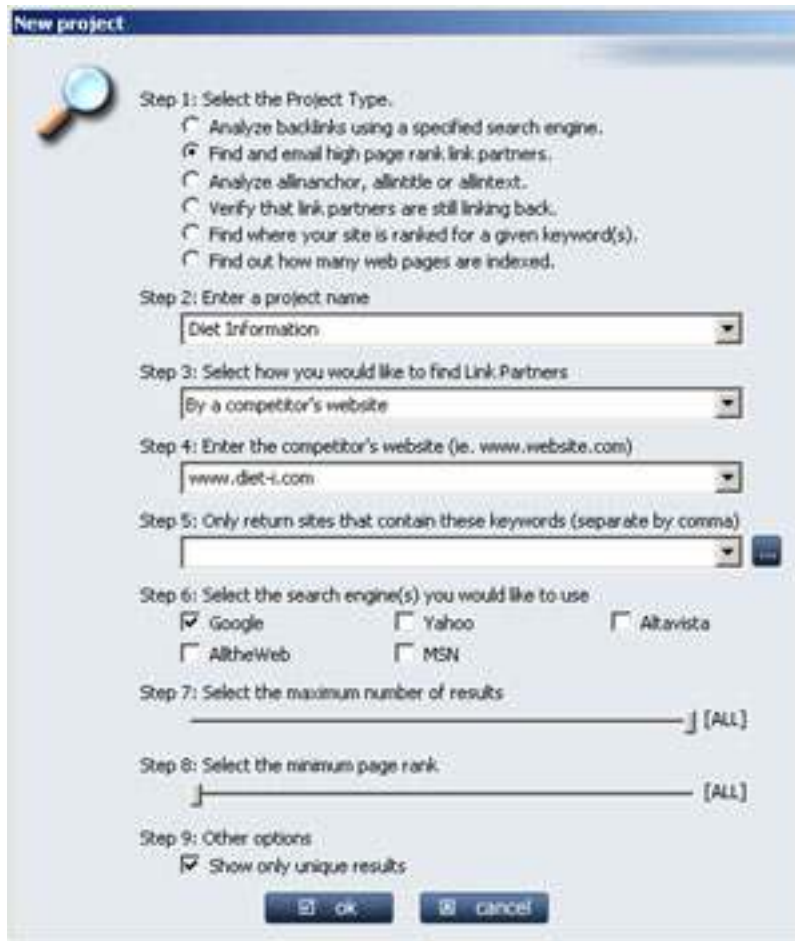 New project
Step 1: Select the Project Type.
Analyze backlinks using a specified search engine.
Find and email high page rank link partners.
Analyze allinanchor, allintitle or allintext.
Verify that link partners are still linking back.
Find where your site is ranked for a given keyword(s).
Find out how many web pages are indexed.
Step 2: Enter a project name
Diet Information
Step 3: Select how you would like to find Link Partners
By a competitor's website
Step 4: Enter the competitor's website (ie. www.website.com)
www.diet-i.com
Step 5: Only return sites that contain these keywords (separate by comma)
...
Step 6: Select the search engine(s) you would like to use
Google Yahoo Altavista
AlltheWeb MSN
Step 7: Select the maximum number of results
[ALL]
Step 8: Select the minimum page rank
[ALL]
Step 9: Other options
Show only unique results
ok cancel